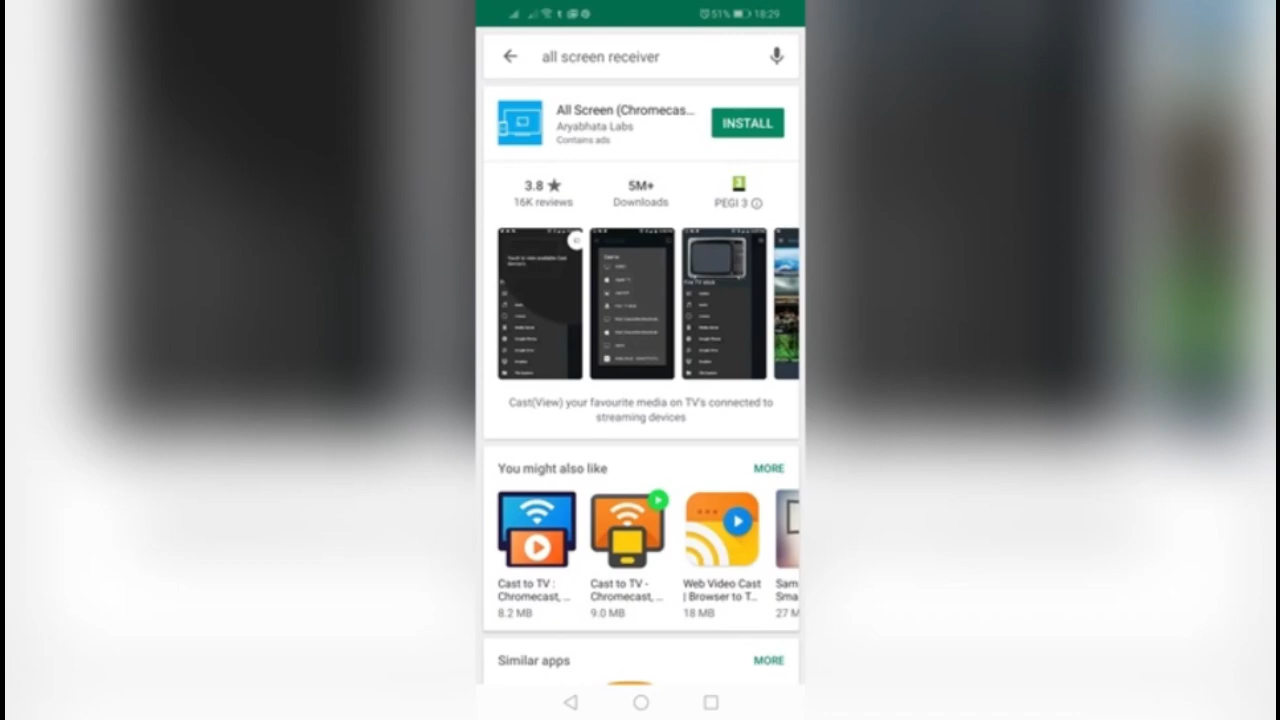 51% 18:29
all screen receiver
All Screen (Chromecas...
Aryabhata Labs
Contains ads
INSTALL
3.8 ★
16K reviews
5M+
Downloads
3
PEGI 3
Cast to
Cast(View) your favourite media on TV's connected to
streaming devices
You might also like
MORE
Cast to TV :
Chromecast, ...
8.2 MB
Cast to TV -
Chromecast, ...
9.0 MB
Web Video Cast
| Browser to T...
18 MB
Sam
Sma
27 M
Similar apps
MORE